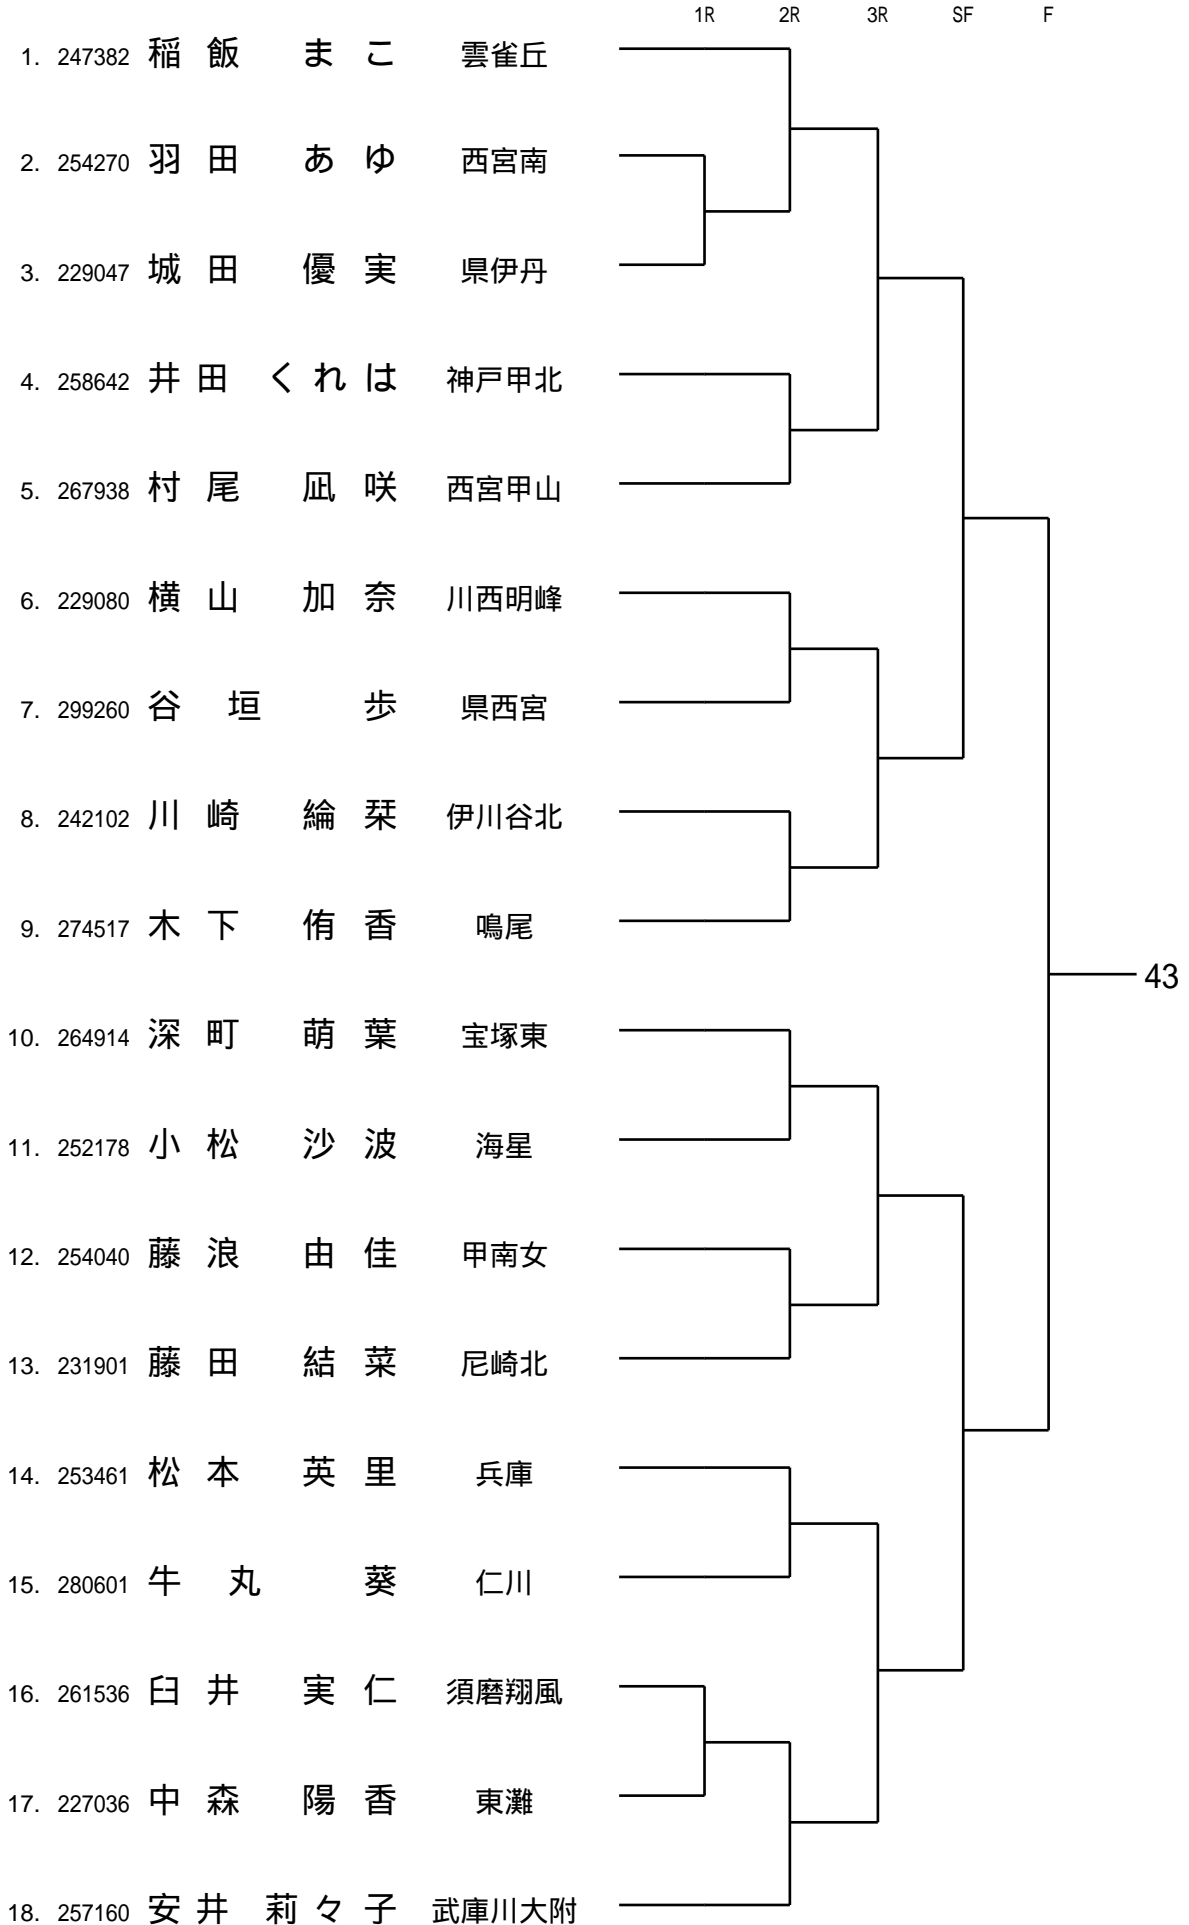 1R 2R 3R SF F
1. 247382 稲飯 まこ 雲雀丘
2. 254270 羽田 あゆ 西宮南
3. 229047 城田 優実 県伊丹
4. 258642 井田 くれは 神戸甲北
5. 267938 村尾 凪咲 西宮甲山
6. 229080 横山 加奈 川西明峰
7. 299260 谷垣 歩 県西宮
8. 242102 川崎 綸栞 伊川谷北
9. 274517 木下 侑香 鳴尾
43
10. 264914 深町 萌葉 宝塚東
11. 252178 小松 沙波 海星
12. 254040 藤浪 由佳 甲南女
13. 231901 藤田 結菜 尼崎北
14. 253461 松本 英里 兵庫
15. 280601 牛丸 葵 仁川
16. 261536 臼井 実仁 須磨翔風
17. 227036 中森 陽香 東灘
18. 257160 安井 莉々子 武庫川大附